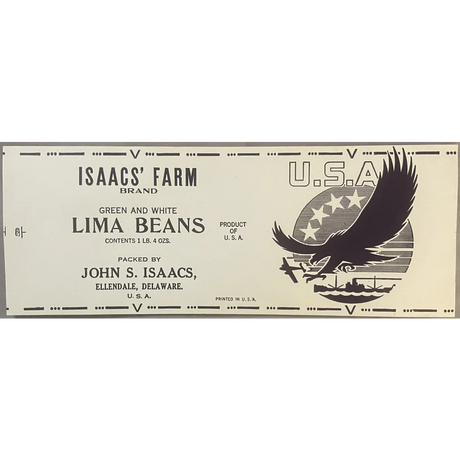 ISAACS' FARM
BRAND
GREEN AND WHITE
LIMA BEANS
CONTENTS 1 LB. 4 OZS.
PACKED BY
JOHN S. ISAACS,
ELLENDALE, DELAWARE.
U. S. A.
PRODUCT
OF
U. S. A.
PRINTED IN U. S. A.
U.S.A